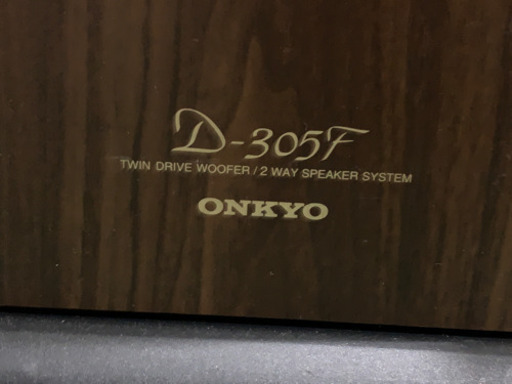 D-305F
TWIN DRIVE WOOFER / 2 WAY SPEAKER SYSTEM
ONKYO